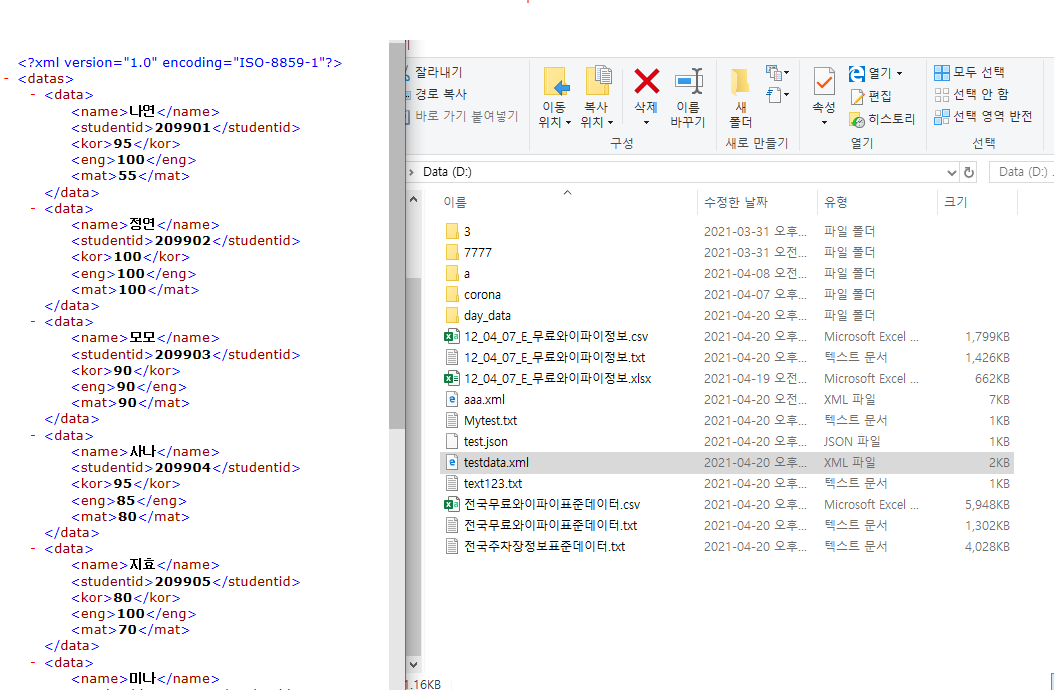 <?xml version="1.0" encoding="ISO-8859-1"?>
- <datas>
- <data>
<name>나연</name>
<studentid>209901</studentid>
<kor>95</kor>
<eng>100</eng>
<mat>55</mat>
</data>
- <data>
<name>정연</name>
<studentid>209902</studentid>
<kor>100</kor>
<eng>100</eng>
<mat>100</mat>
</data>
- <data>
<name>모모</name>
<studentid>209903</studentid>
<kor>90</kor>
<eng>90</eng>
<mat>90</mat>
</data>
- <data>
<name>사나</name>
<studentid>209904</studentid>
<kor>95</kor>
<eng>85</eng>
<mat>80</mat>
</data>
- <data>
<name>지효</name>
<studentid>209905</studentid>
<kor>80</kor>
<eng>100</eng>
<mat>70</mat>
</data>
- <data>
<name>미나</name>
잘라내기
경로 복사
바로 가기 붙여넣기
이동 위치 복사 위치 삭제 이름 바꾸기
구성
새 폴더
새로 만들기
속성
열기
편집
히스토리
열기
모두 선택
선택 안 함
선택 영역 반전
선택
Data (D:)
Data (D:) .
이름 수정한 날짜 유형 크기
3 2021-03-31 오후... 파일 폴더
7777 2021-03-31 오전... 파일 폴더
a 2021-04-08 오전... 파일 폴더
corona 2021-04-07 오후... 파일 폴더
day_data 2021-04-20 오후... 파일 폴더
12_04_07_E_무료와이파이정보.csv 2021-04-20 오후... Microsoft Excel ... 1,799KB
12_04_07_E_무료와이파이정보.txt 2021-04-20 오후... 텍스트 문서 1,426KB
12_04_07_E_무료와이파이정보.xlsx 2021-04-19 오전... Microsoft Excel ... 662KB
aaa.xml 2021-04-20 오전... XML 파일 7KB
Mytest.txt 2021-04-20 오후... 텍스트 문서 1KB
test.json 2021-04-20 오후... JSON 파일 1KB
testdata.xml 2021-04-20 오후... XML 파일 2KB
text123.txt 2021-04-20 오후... 텍스트 문서 1KB
전국무료와이파이표준데이터.csv 2021-04-20 오후... Microsoft Excel ... 5,948KB
전국무료와이파이표준데이터.txt 2021-04-20 오후... 텍스트 문서 1,302KB
전국주차장정보표준데이터.txt 2021-04-20 오후... 텍스트 문서 4,028KB
1.16KB